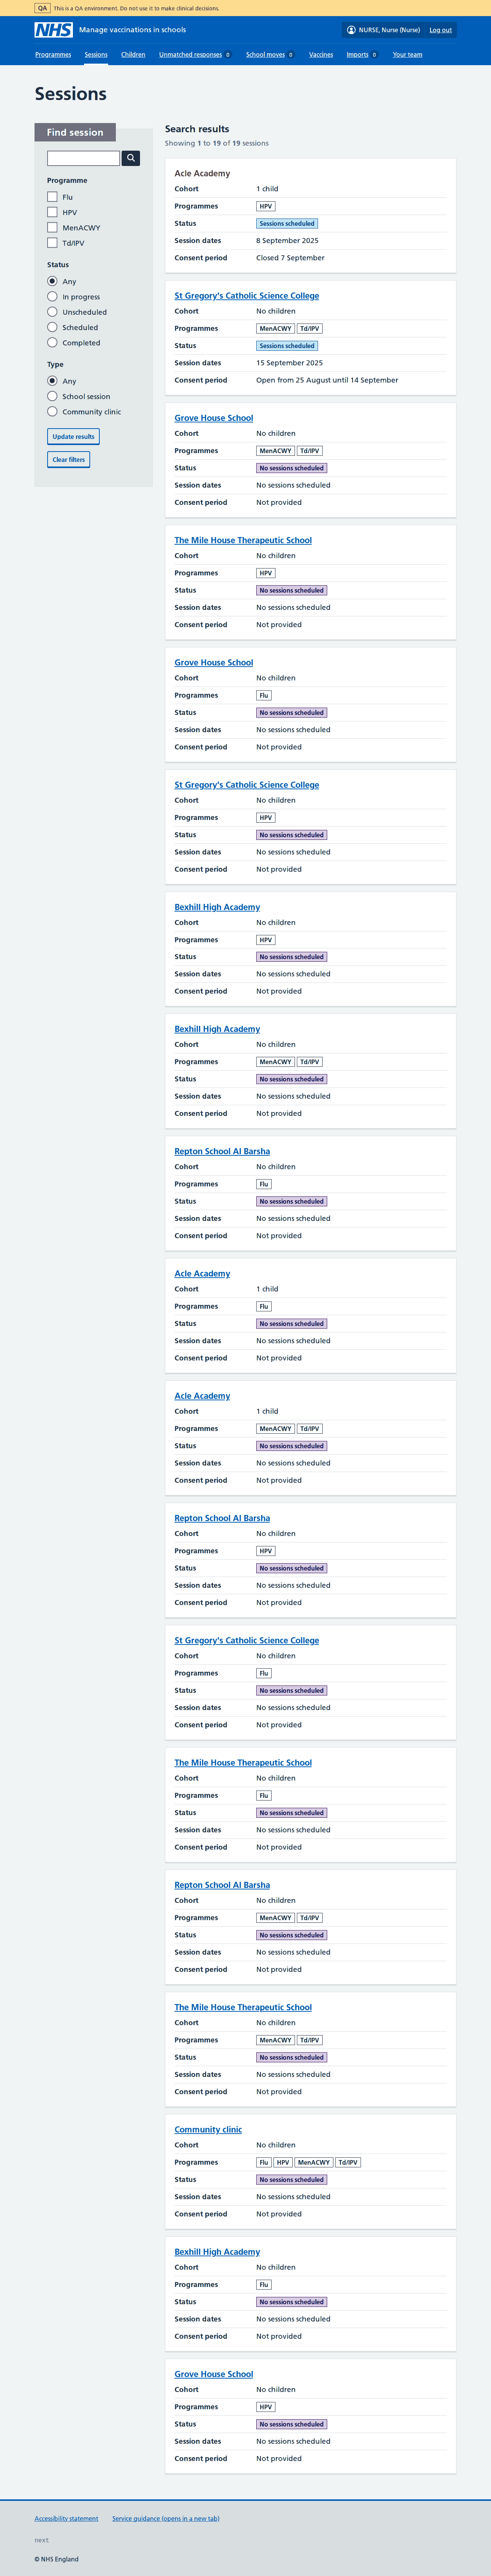 QA This is a QA environment. Do not use it to make clinical decisions.
NHS Manage vaccinations in schools
NURSE, Nurse (Nurse) Log out
Programmes Sessions Children Unmatched responses 0 School moves 0 Vaccines Imports 0 Your team
Sessions
Find session
Programme
Flu
HPV
MenACWY
Td/IPV
Status
Any
In progress
Unscheduled
Scheduled
Completed
Type
Any
School session
Community clinic
Update results
Clear filters
Search results
Showing 1 to 19 of 19 sessions
Acle Academy
Cohort 1 child
Programmes HPV
Status Sessions scheduled
Session dates 8 September 2025
Consent period Closed 7 September
St Gregory's Catholic Science College
Cohort No children
Programmes MenACWY Td/IPV
Status Sessions scheduled
Session dates 15 September 2025
Consent period Open from 25 August until 14 September
Grove House School
Cohort No children
Programmes MenACWY Td/IPV
Status No sessions scheduled
Session dates No sessions scheduled
Consent period Not provided
The Mile House Therapeutic School
Cohort No children
Programmes HPV
Status No sessions scheduled
Session dates No sessions scheduled
Consent period Not provided
Grove House School
Cohort No children
Programmes Flu
Status No sessions scheduled
Session dates No sessions scheduled
Consent period Not provided
St Gregory's Catholic Science College
Cohort No children
Programmes HPV
Status No sessions scheduled
Session dates No sessions scheduled
Consent period Not provided
Bexhill High Academy
Cohort No children
Programmes HPV
Status No sessions scheduled
Session dates No sessions scheduled
Consent period Not provided
Bexhill High Academy
Cohort No children
Programmes MenACWY Td/IPV
Status No sessions scheduled
Session dates No sessions scheduled
Consent period Not provided
Repton School Al Barsha
Cohort No children
Programmes Flu
Status No sessions scheduled
Session dates No sessions scheduled
Consent period Not provided
Acle Academy
Cohort 1 child
Programmes Flu
Status No sessions scheduled
Session dates No sessions scheduled
Consent period Not provided
Acle Academy
Cohort 1 child
Programmes MenACWY Td/IPV
Status No sessions scheduled
Session dates No sessions scheduled
Consent period Not provided
Repton School Al Barsha
Cohort No children
Programmes HPV
Status No sessions scheduled
Session dates No sessions scheduled
Consent period Not provided
St Gregory's Catholic Science College
Cohort No children
Programmes Flu
Status No sessions scheduled
Session dates No sessions scheduled
Consent period Not provided
The Mile House Therapeutic School
Cohort No children
Programmes Flu
Status No sessions scheduled
Session dates No sessions scheduled
Consent period Not provided
Repton School Al Barsha
Cohort No children
Programmes MenACWY Td/IPV
Status No sessions scheduled
Session dates No sessions scheduled
Consent period Not provided
The Mile House Therapeutic School
Cohort No children
Programmes MenACWY Td/IPV
Status No sessions scheduled
Session dates No sessions scheduled
Consent period Not provided
Community clinic
Cohort No children
Programmes Flu HPV MenACWY Td/IPV
Status No sessions scheduled
Session dates No sessions scheduled
Consent period Not provided
Bexhill High Academy
Cohort No children
Programmes Flu
Status No sessions scheduled
Session dates No sessions scheduled
Consent period Not provided
Grove House School
Cohort No children
Programmes HPV
Status No sessions scheduled
Session dates No sessions scheduled
Consent period Not provided
Accessibility statement Service guidance (opens in a new tab)
next
© NHS England